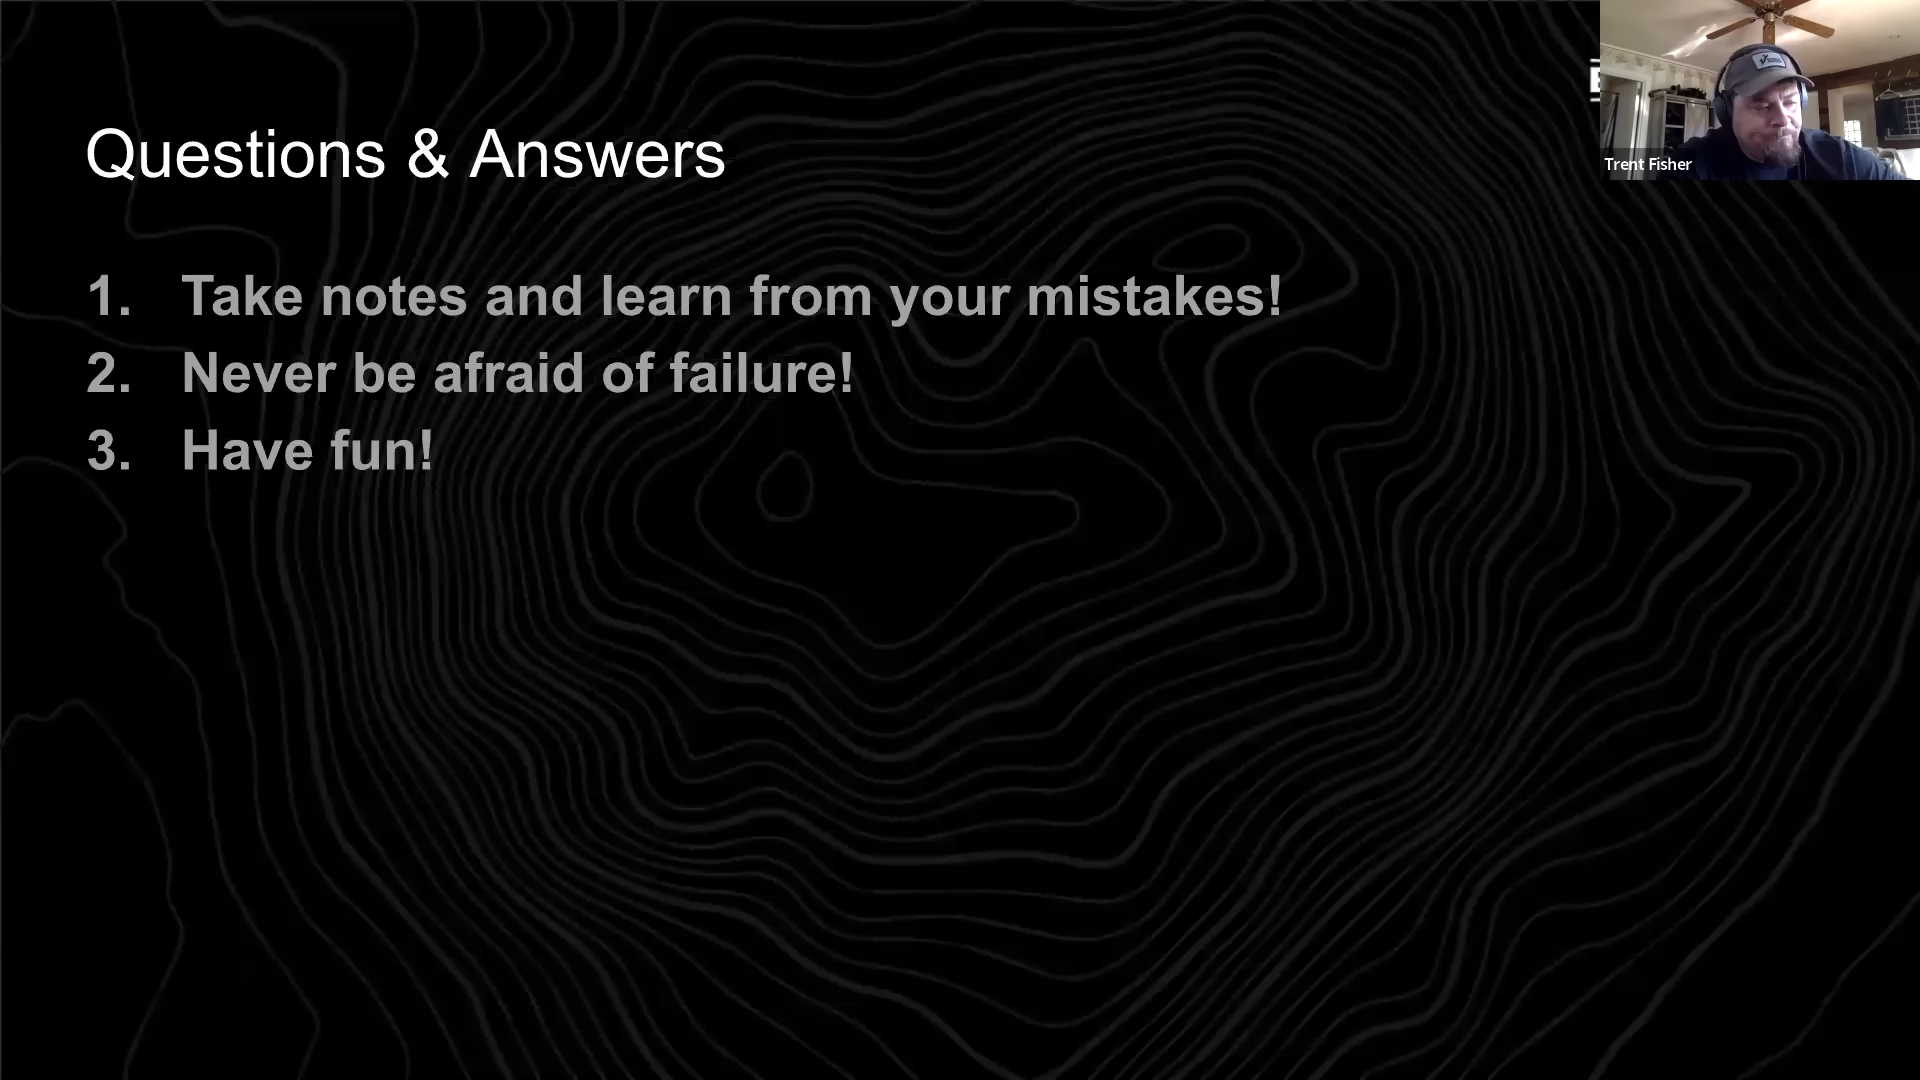 Questions & Answers
1. Take notes and learn from your mistakes!
2. Never be afraid of failure!
3. Have fun!
Trent Fisher